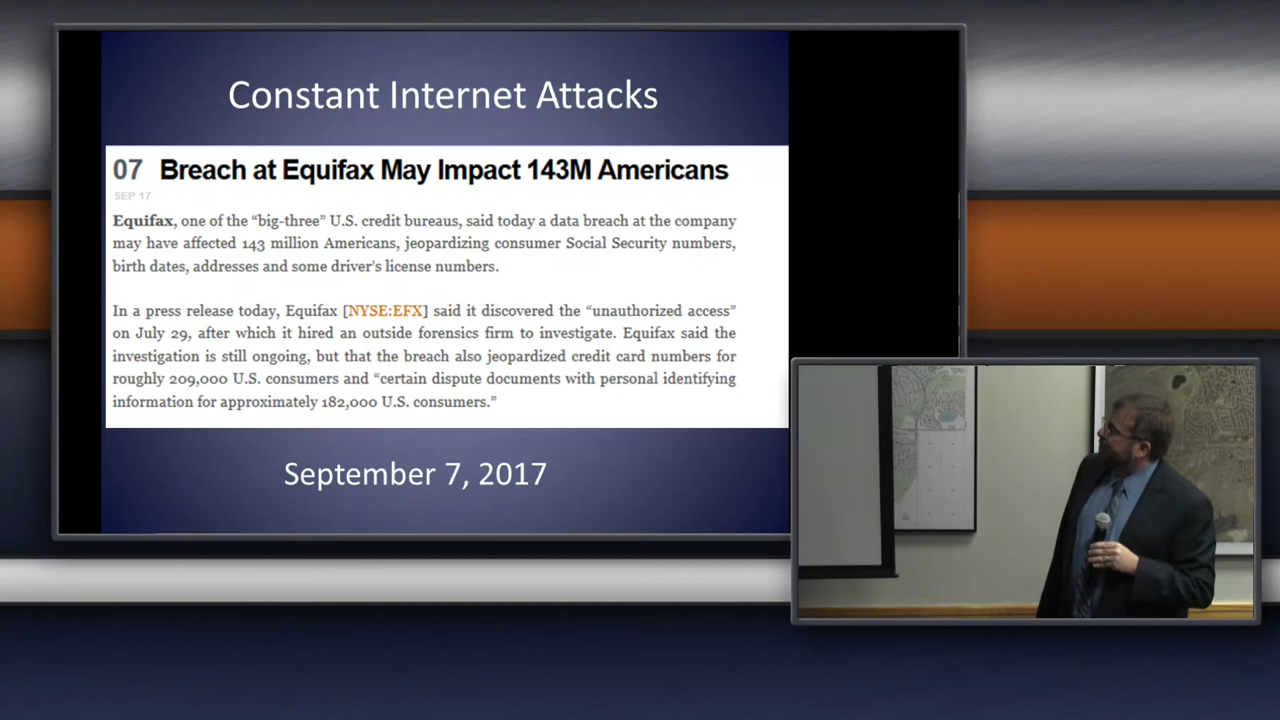 Constant Internet Attacks
07 Breach at Equifax May Impact 143M Americans
SEP 17
Equifax, one of the “big-three” U.S. credit bureaus, said today a data breach at the company
may have affected 143 million Americans, jeopardizing consumer Social Security numbers,
birth dates, addresses and some driver’s license numbers.
In a press release today, Equifax [NYSE:EFX] said it discovered the “unauthorized access”
on July 29, after which it hired an outside forensics firm to investigate. Equifax said the
investigation is still ongoing, but that the breach also jeopardized credit card numbers for
roughly 209,000 U.S. consumers and “certain dispute documents with personal identifying
information for approximately 182,000 U.S. consumers.”
September 7, 2017